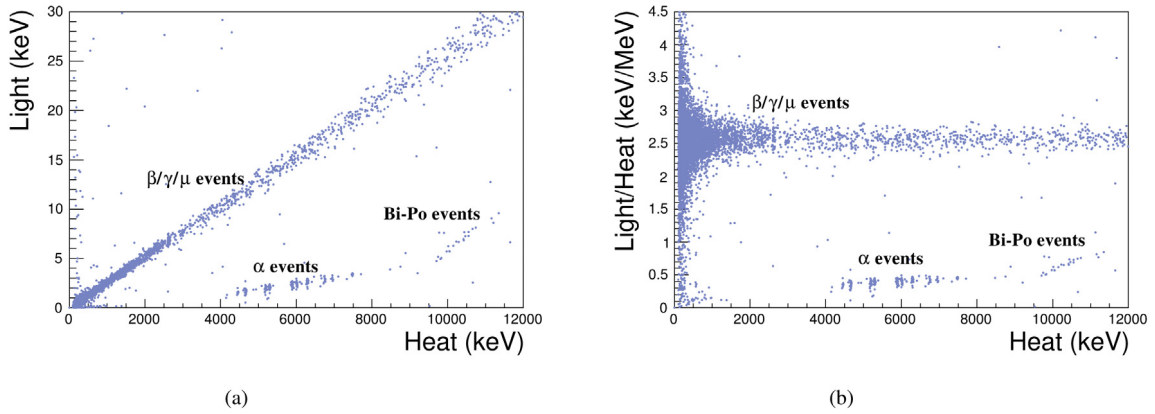 30
25
20
15
10
5
0
Light (keV)
β/γ/μ events
Bi-Po events
α events
0 2000 4000 6000 8000 10000 12000
Heat (keV)
(a)
4.5
4
3.5
3
2.5
2
1.5
1
0.5
0
Light/Heat (keV/MeV)
β/γ/μ events
Bi-Po events
α events
0 2000 4000 6000 8000 10000 12000
Heat (keV)
(b)